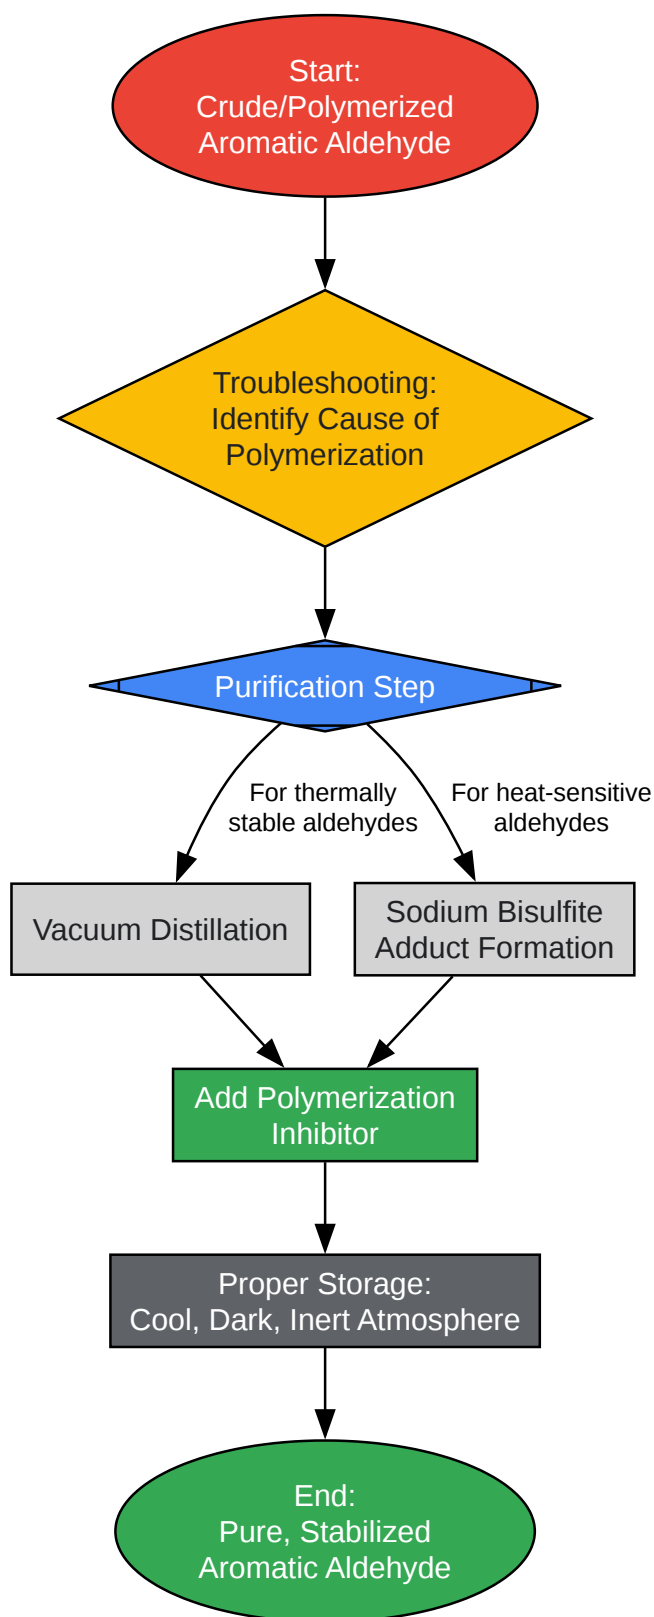 Start:
Crude/Polymerized
Aromatic Aldehyde
Troubleshooting:
Identify Cause of
Polymerization
Purification Step
For thermally
stable aldehydes
For heat-sensitive
aldehydes
Vacuum Distillation
Sodium Bisulfite
Adduct Formation
Add Polymerization
Inhibitor
Proper Storage:
Cool, Dark, Inert Atmosphere
End:
Pure, Stabilized
Aromatic Aldehyde